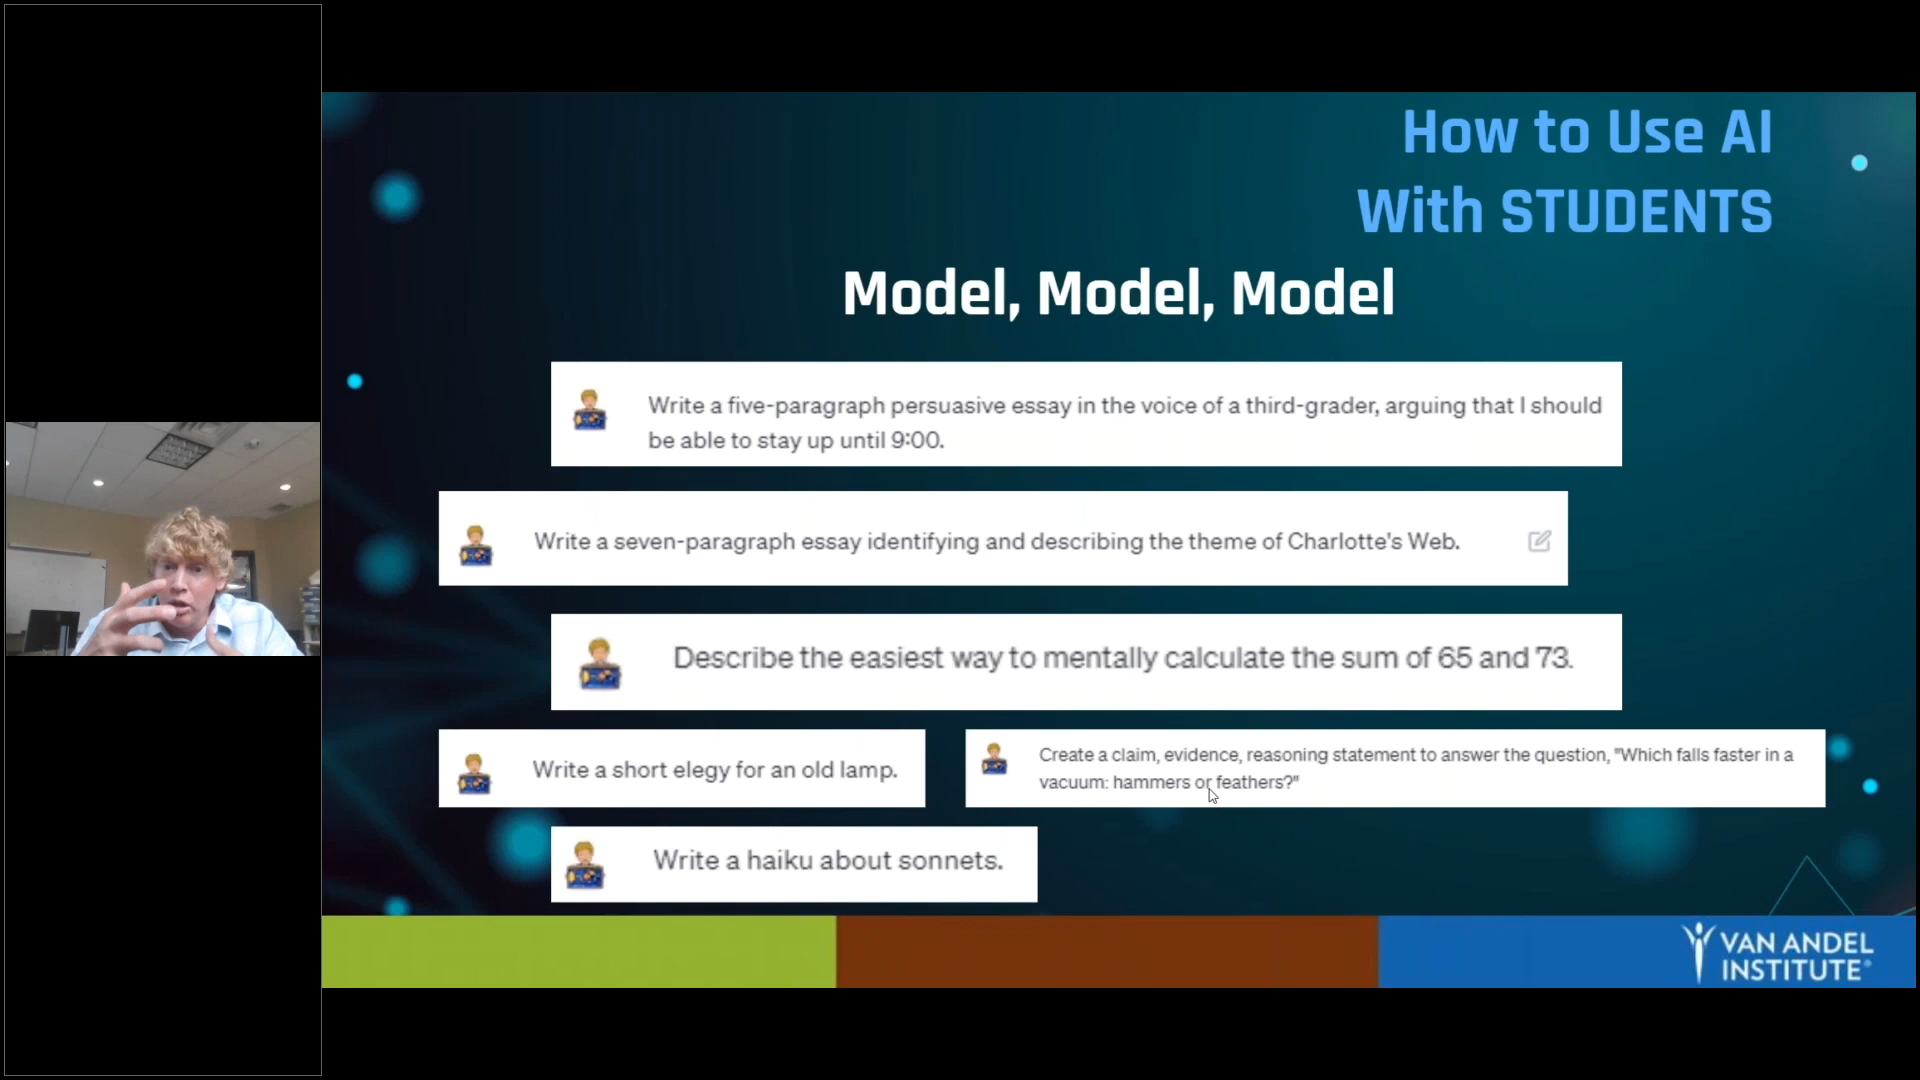 How to Use AI
With STUDENTS
Model, Model, Model
Write a five-paragraph persuasive essay in the voice of a third-grader, arguing that I should
be able to stay up until 9:00.
Write a seven-paragraph essay identifying and describing the theme of Charlotte's Web.
Describe the easiest way to mentally calculate the sum of 65 and 73.
Write a short elegy for an old lamp.
Create a claim, evidence, reasoning statement to answer the question, "Which falls faster in a
vacuum: hammers or feathers?"
Write a haiku about sonnets.
VAN ANDEL
INSTITUTE®